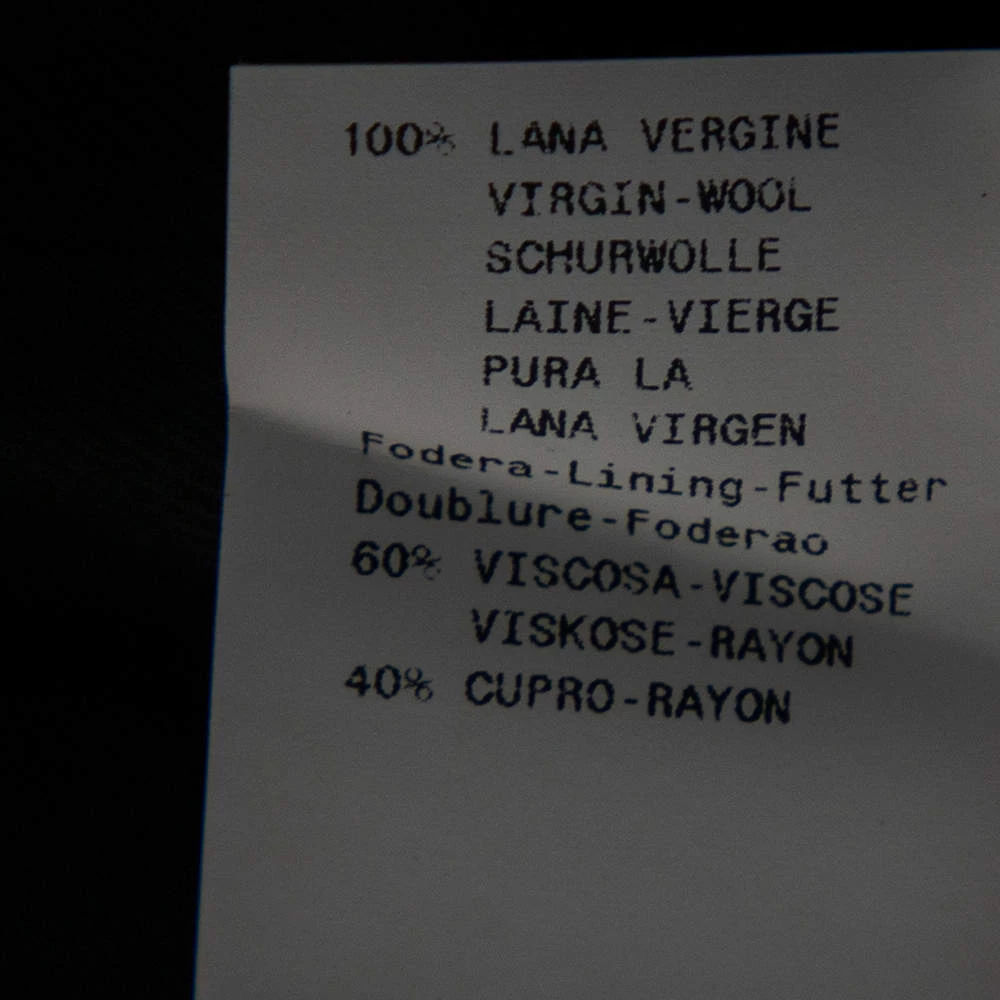 100% LANA VERGINE
VIRGIN-WOOL
SCHURWOLLE
LAINE-VIERGE
PURA LA
LANA VIRGEN
Fodera-Lining-Futter
Doublure-Foderao
60% VISCOSA-VISCOSE
VISKOSE-RAYON
40% CUPRO-RAYON